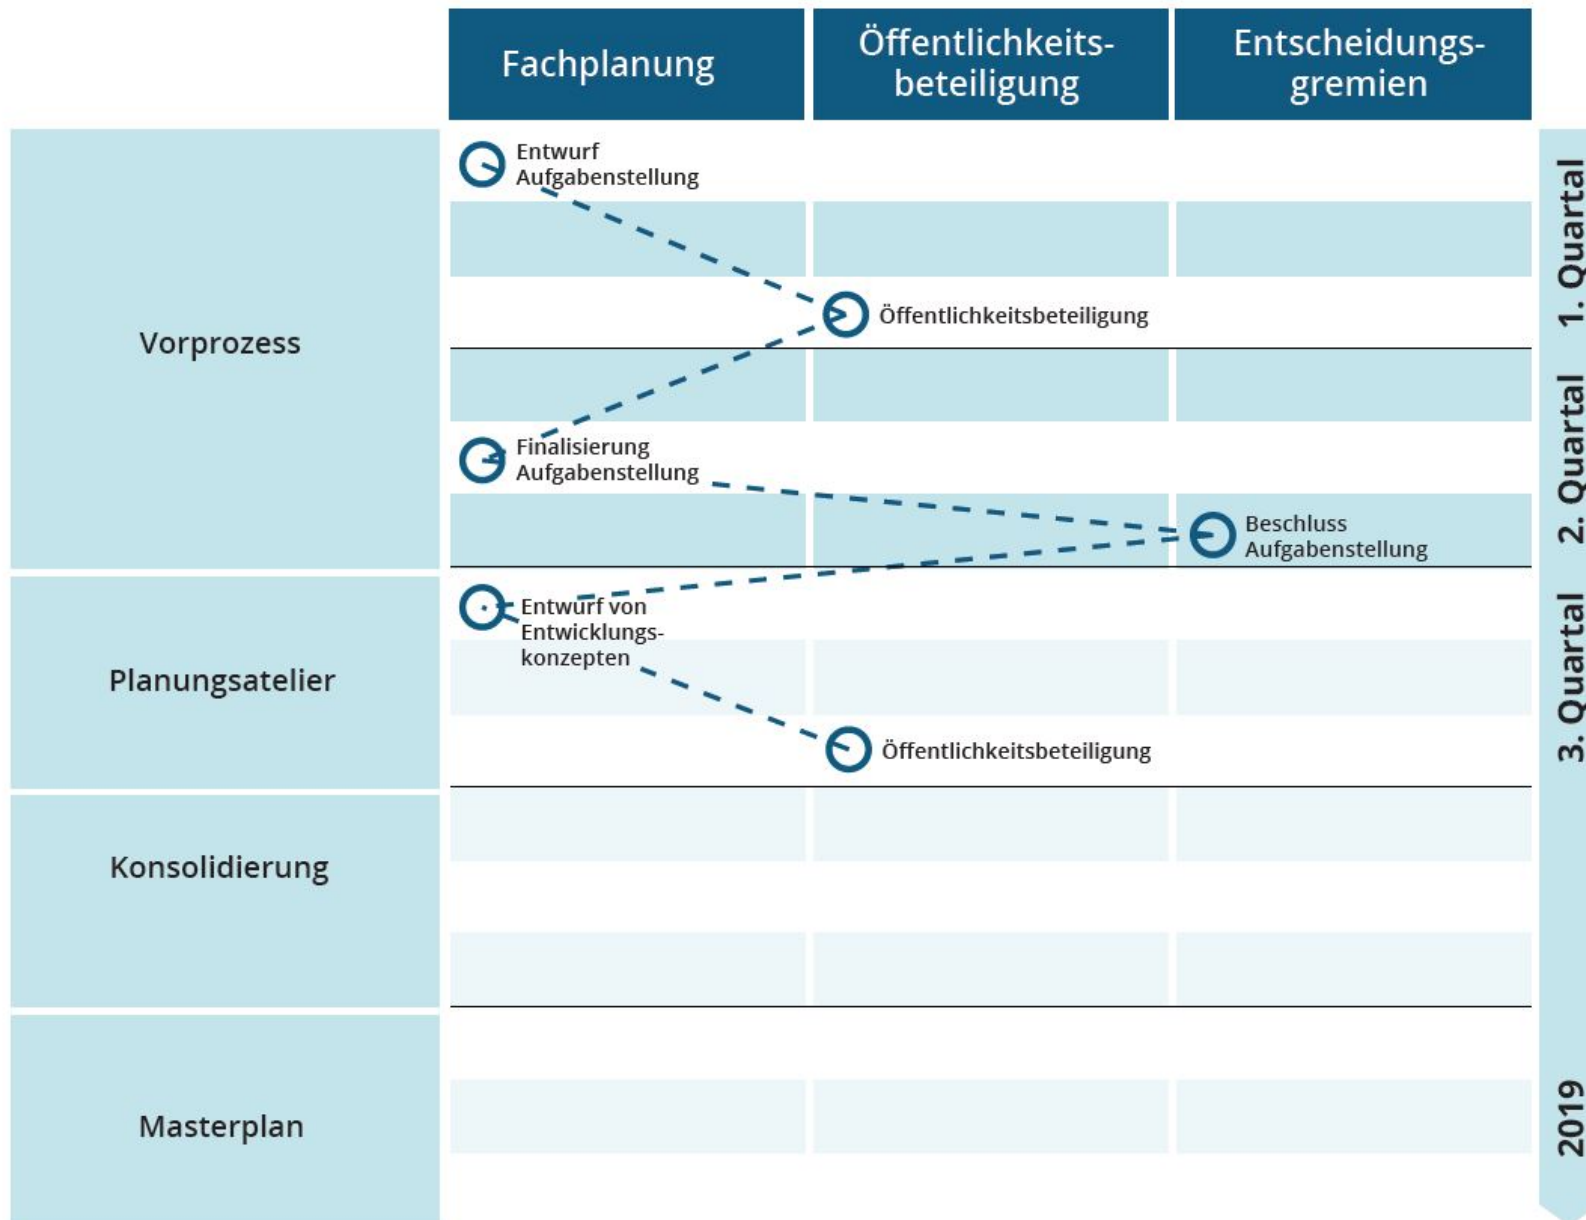 Fachplanung
Öffentlichkeits-
beteiligung
Entscheidungs-
gremien
Vorprozess
Entwurf
Aufgabenstellung
Öffentlichkeitsbeteiligung
1. Quartal
Finalisierung
Aufgabenstellung
Beschluss
Aufgabenstellung
2. Quartal
Planungsatelier
Entwurf von
Entwicklungs-
konzepten
Öffentlichkeitsbeteiligung
3. Quartal
Konsolidierung
Masterplan
2019